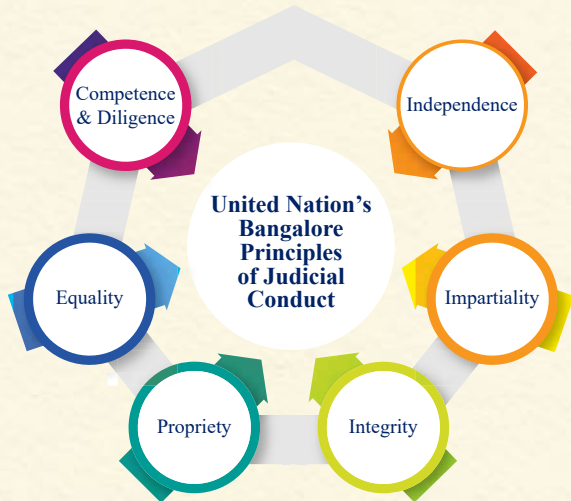 Competence
& Diligence
Independence
United Nation's
Bangalore
Principles
of Judicial
Conduct
Equality
Impartiality
Propriety
Integrity